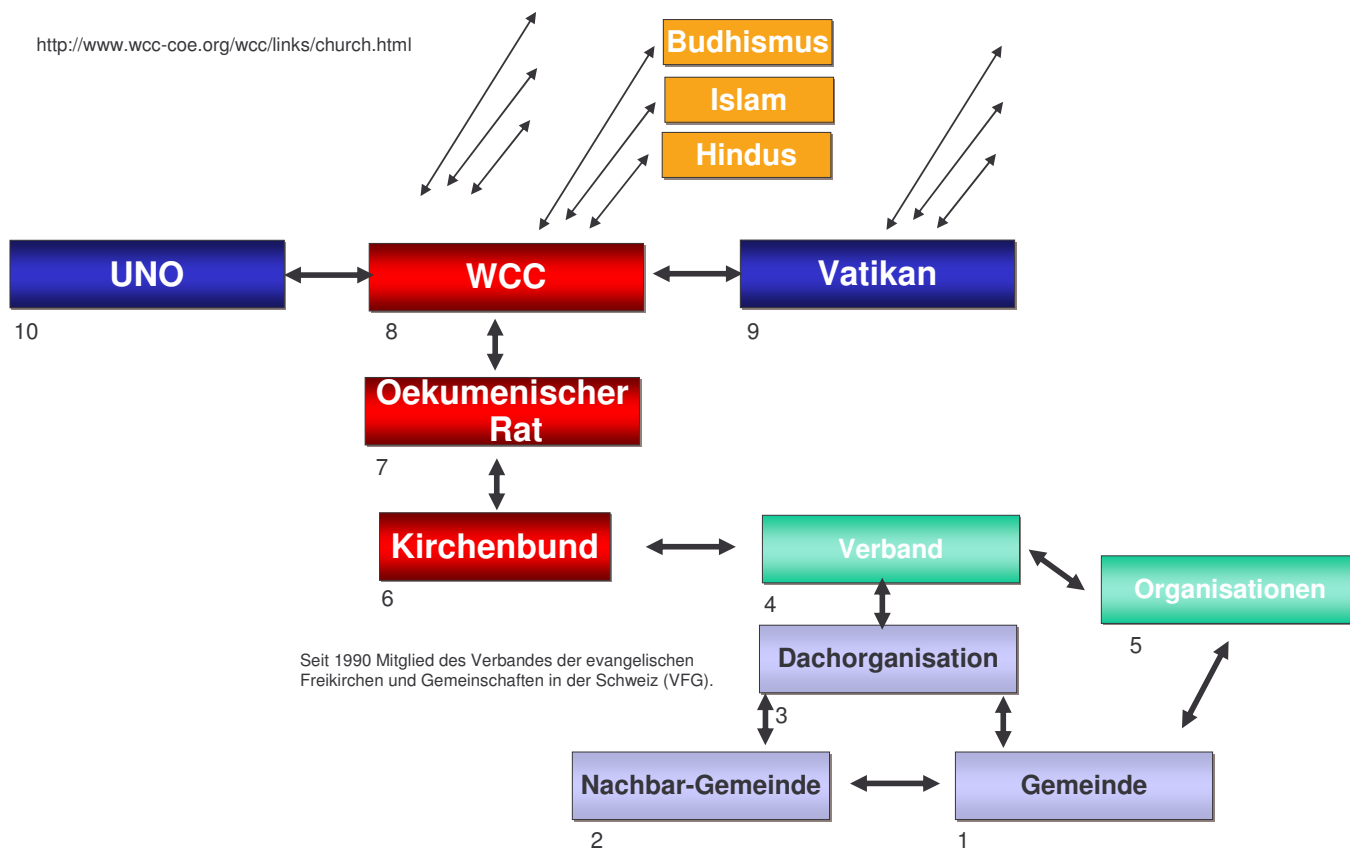 http://www.wcc-coe.org/wcc/links/church.html
Budhismus
Islam
Hindus
UNO
WCC
Vatikan
10
8
9
Oekumenischer
Rat
7
Kirchenbund
Verband
Organisationen
6
4
5
Seit 1990 Mitglied des Verbandes der evangelischen
Freikirchen und Gemeinschaften in der Schweiz (VFG).
Dachorganisation
3
Nachbar-Gemeinde
Gemeinde
2
1